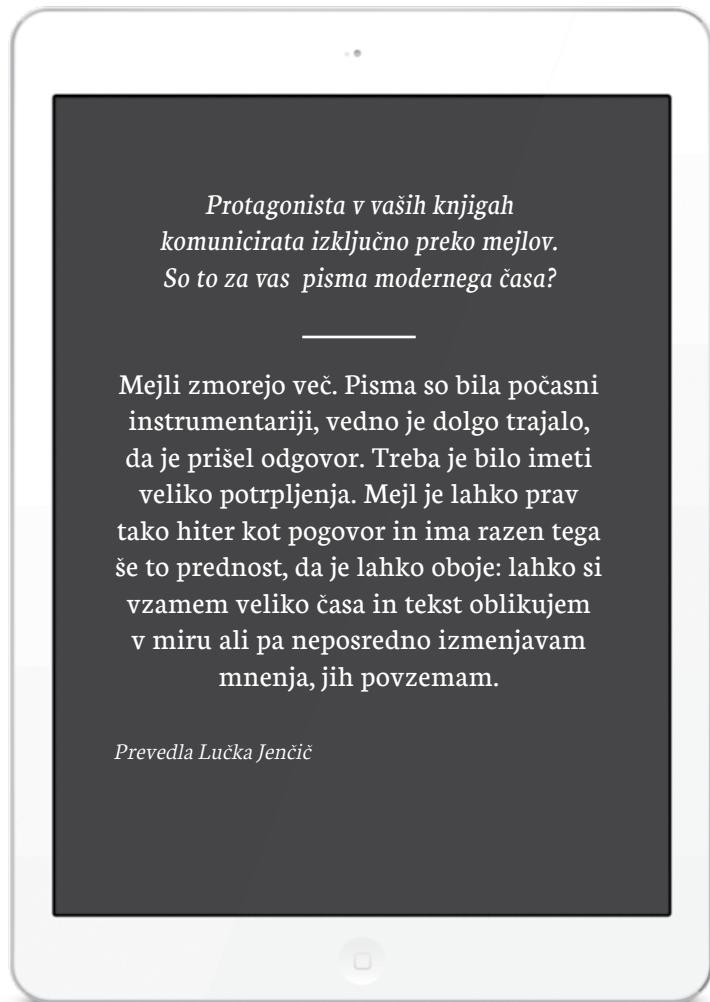 Protagonista v vaših knjigah
komunicirata izključno preko mejlov.
So to za vas  pisma modernega časa?
Mejli zmorejo več. Pisma so bila počasni
instrumentariji, vedno je dolgo trajalo,
da je prišel odgovor. Treba je bilo imeti
veliko potrpljenja. Mejl je lahko prav
tako hiter kot pogovor in ima razen tega
še to prednost, da je lahko oboje: lahko si
vzamem veliko časa in tekst oblikujem
v miru ali pa neposredno izmenjavam
mnenja, jih povzemam.
Prevedla Lučka Jenčič